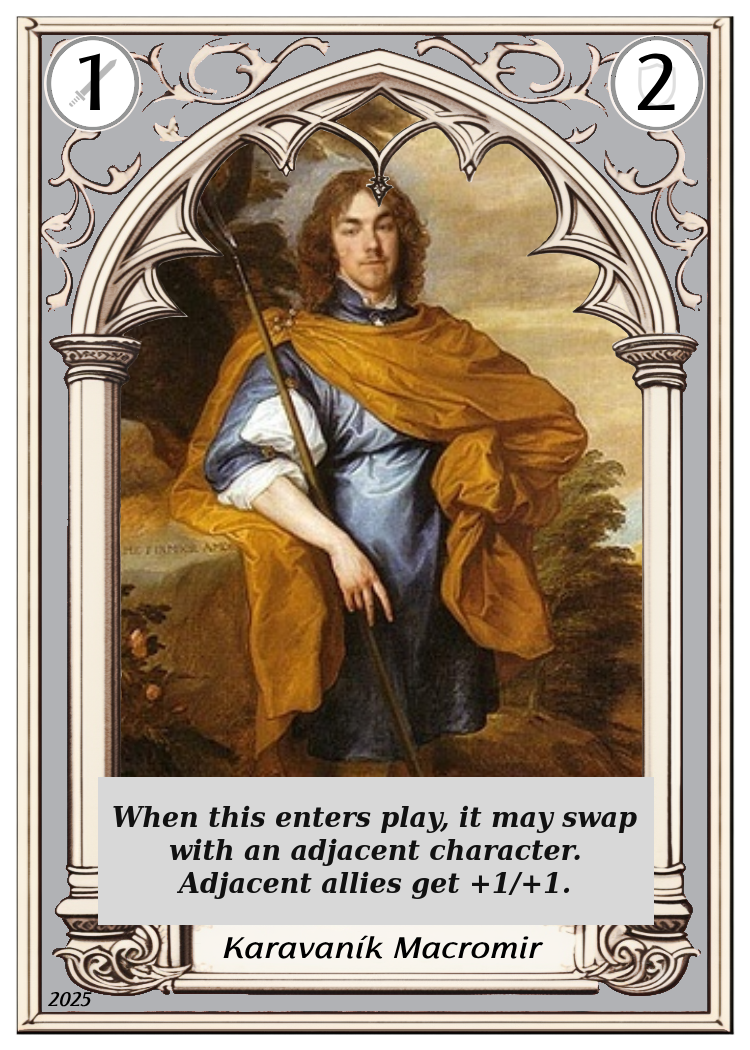 1
2
When this enters play, it may swap
with an adjacent character.
Adjacent allies get +1/+1.
Karavaník Macromir
2025